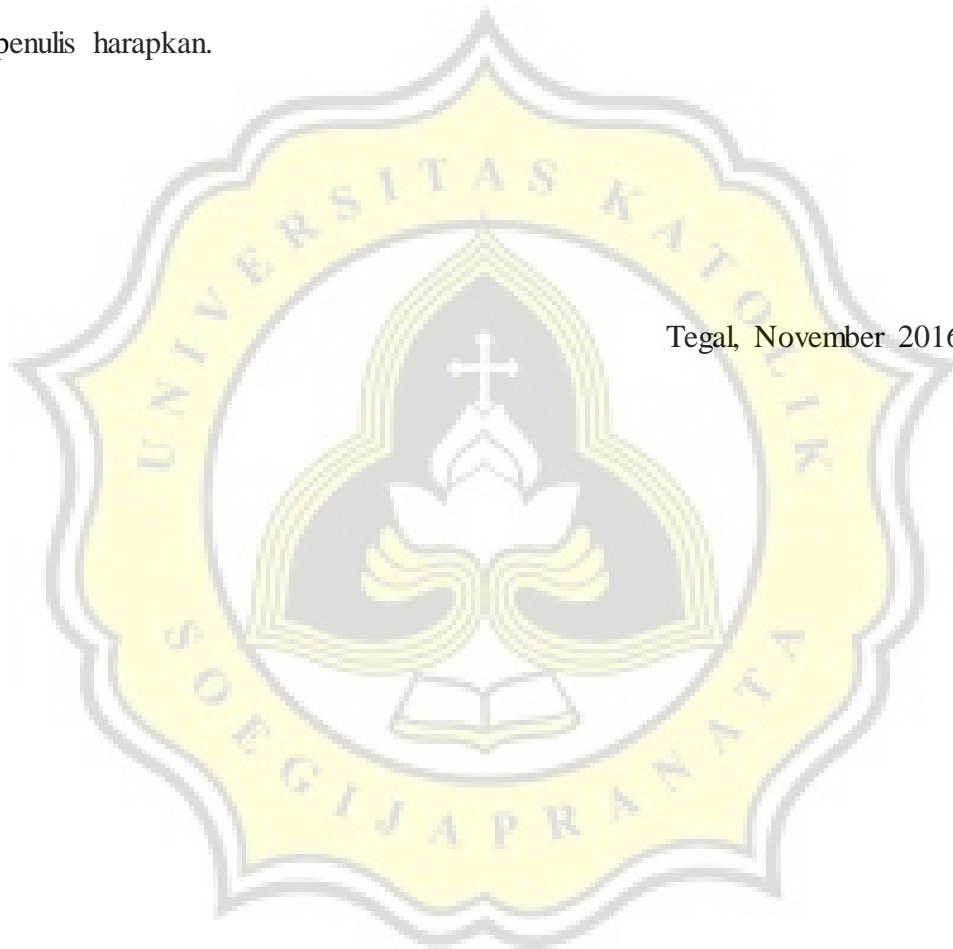 penulis harapkan.
UNIVERSITAS KATOLIK
Tegal, November 2016
SOEGIJAPRANATA